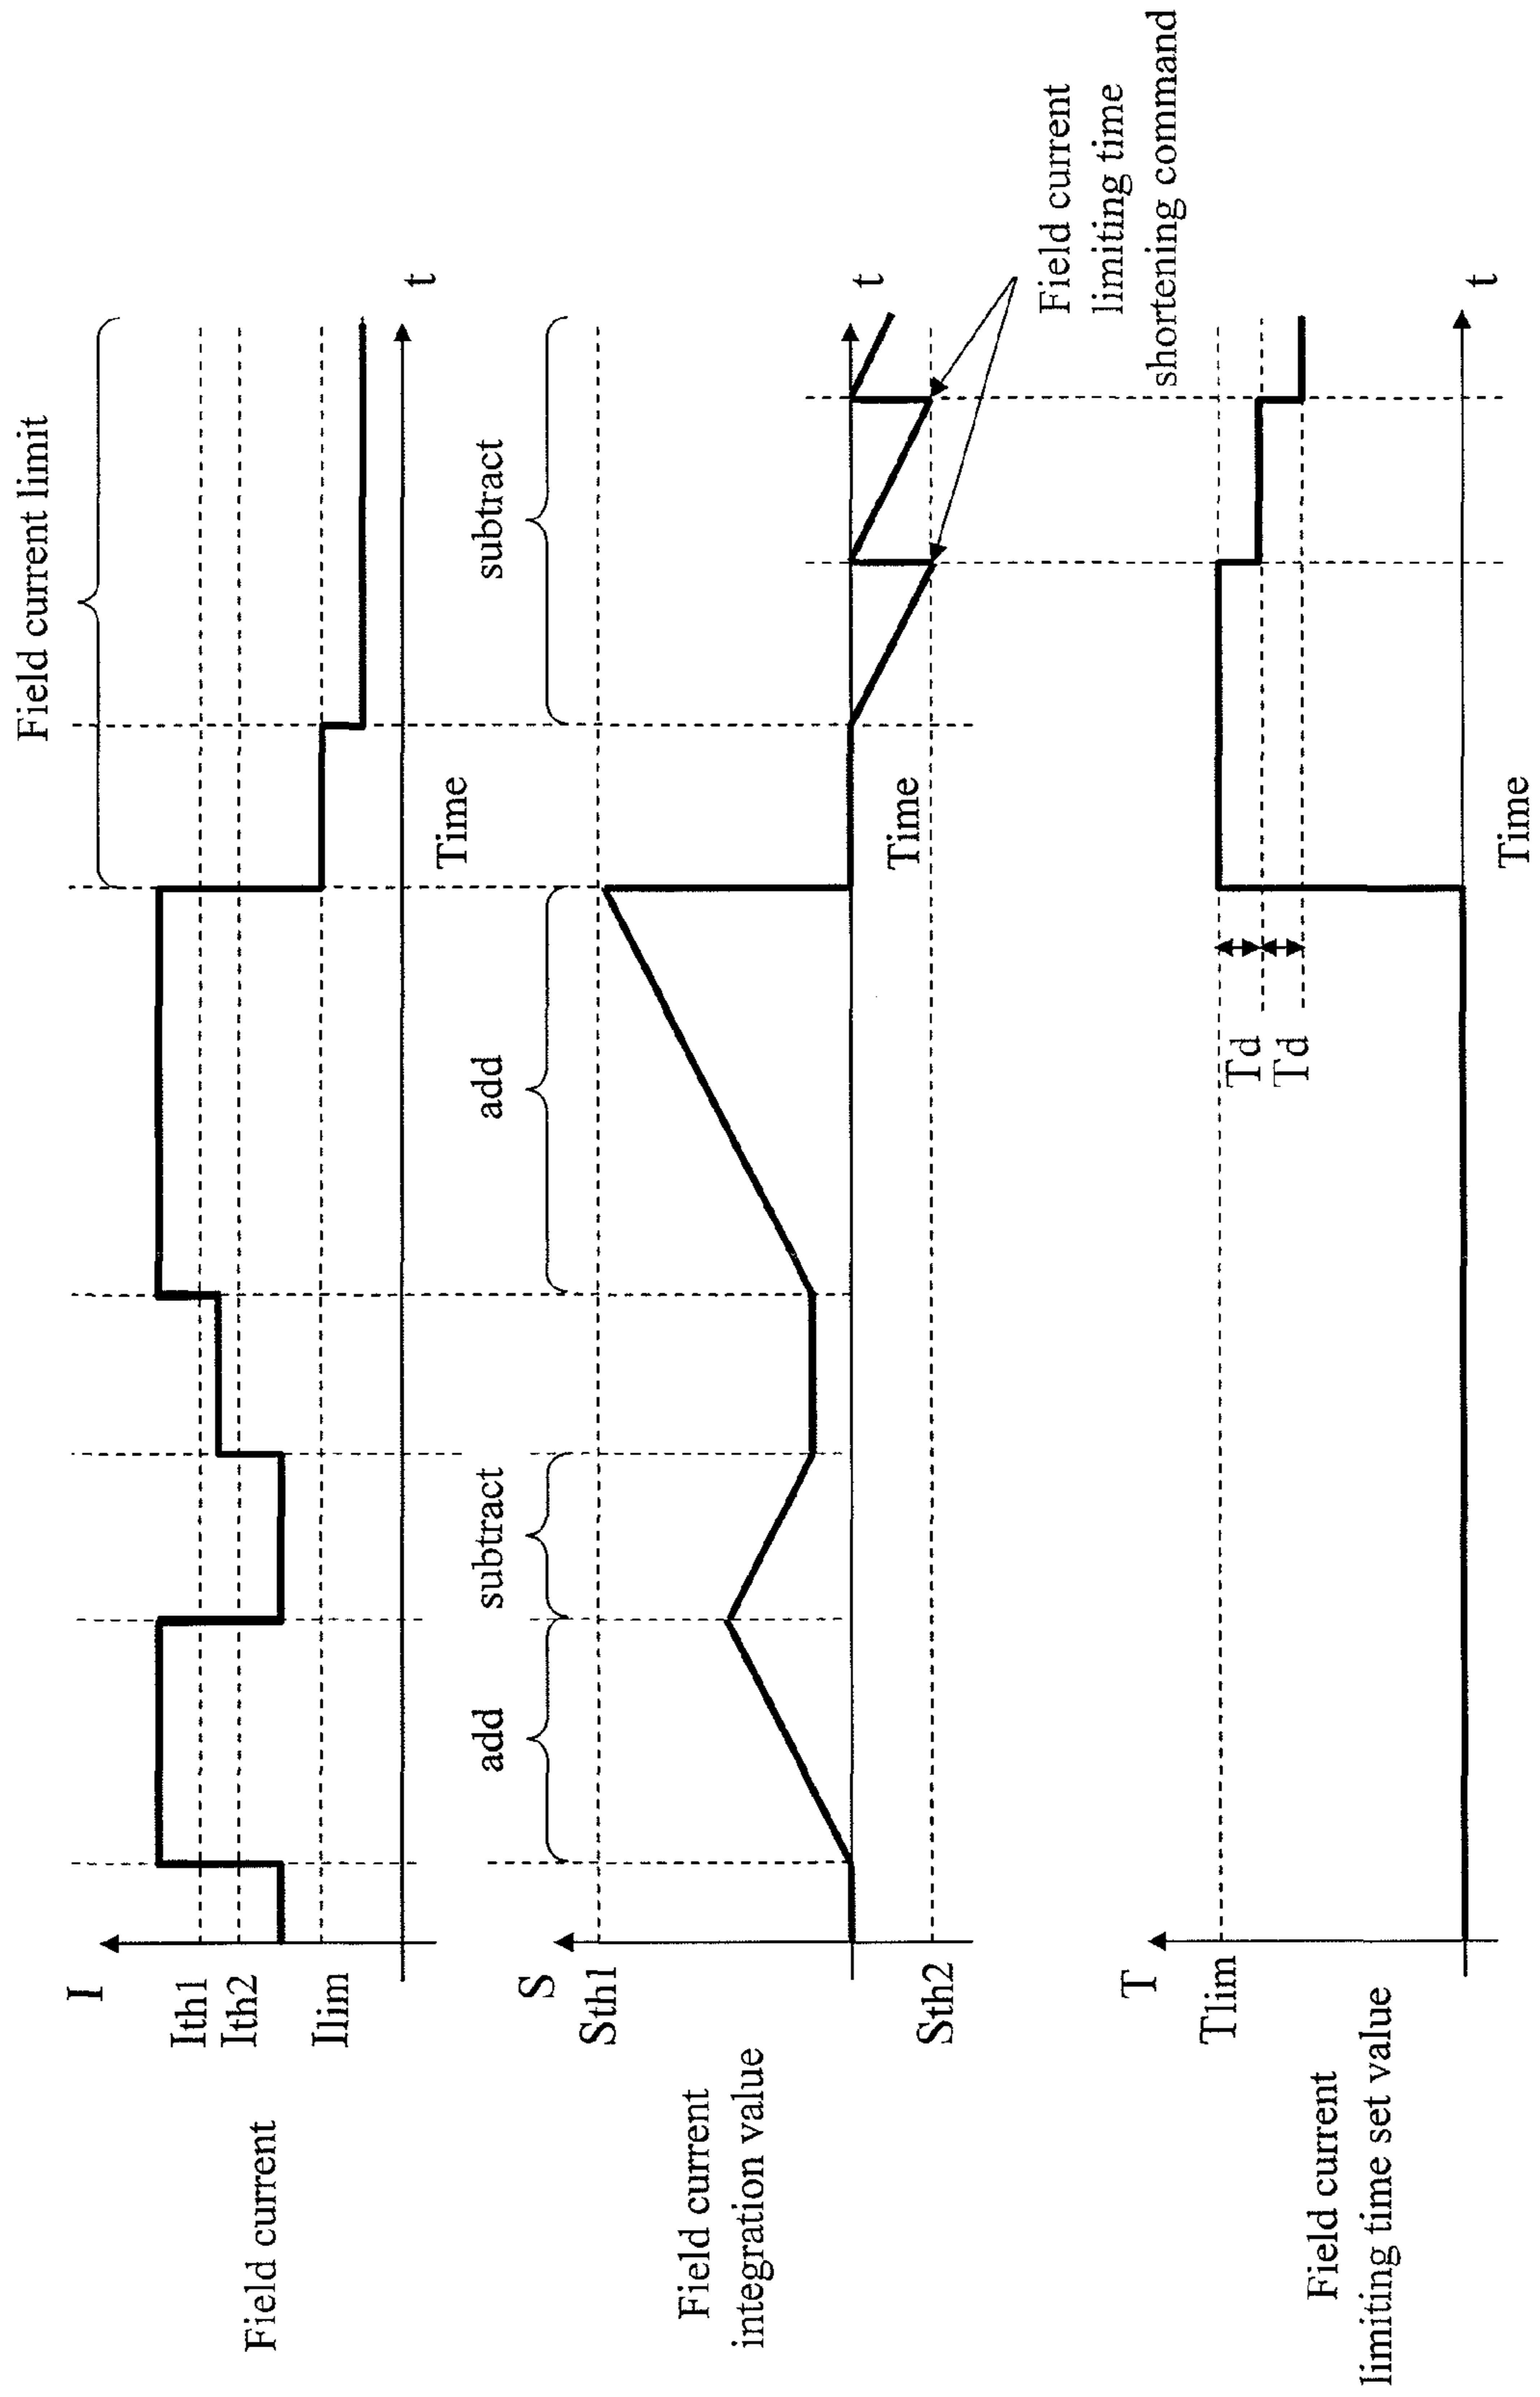 Field current limit
I
Ith1
Ith2
Ilim
Field current
Time
t
add
subtract
add
subtract
S
Sth1
Sth2
Field current
integration value
Time
t
Field current
limiting time
shortening command
T
Tlim
Td
Td
Field current
limiting time set value
Time
t